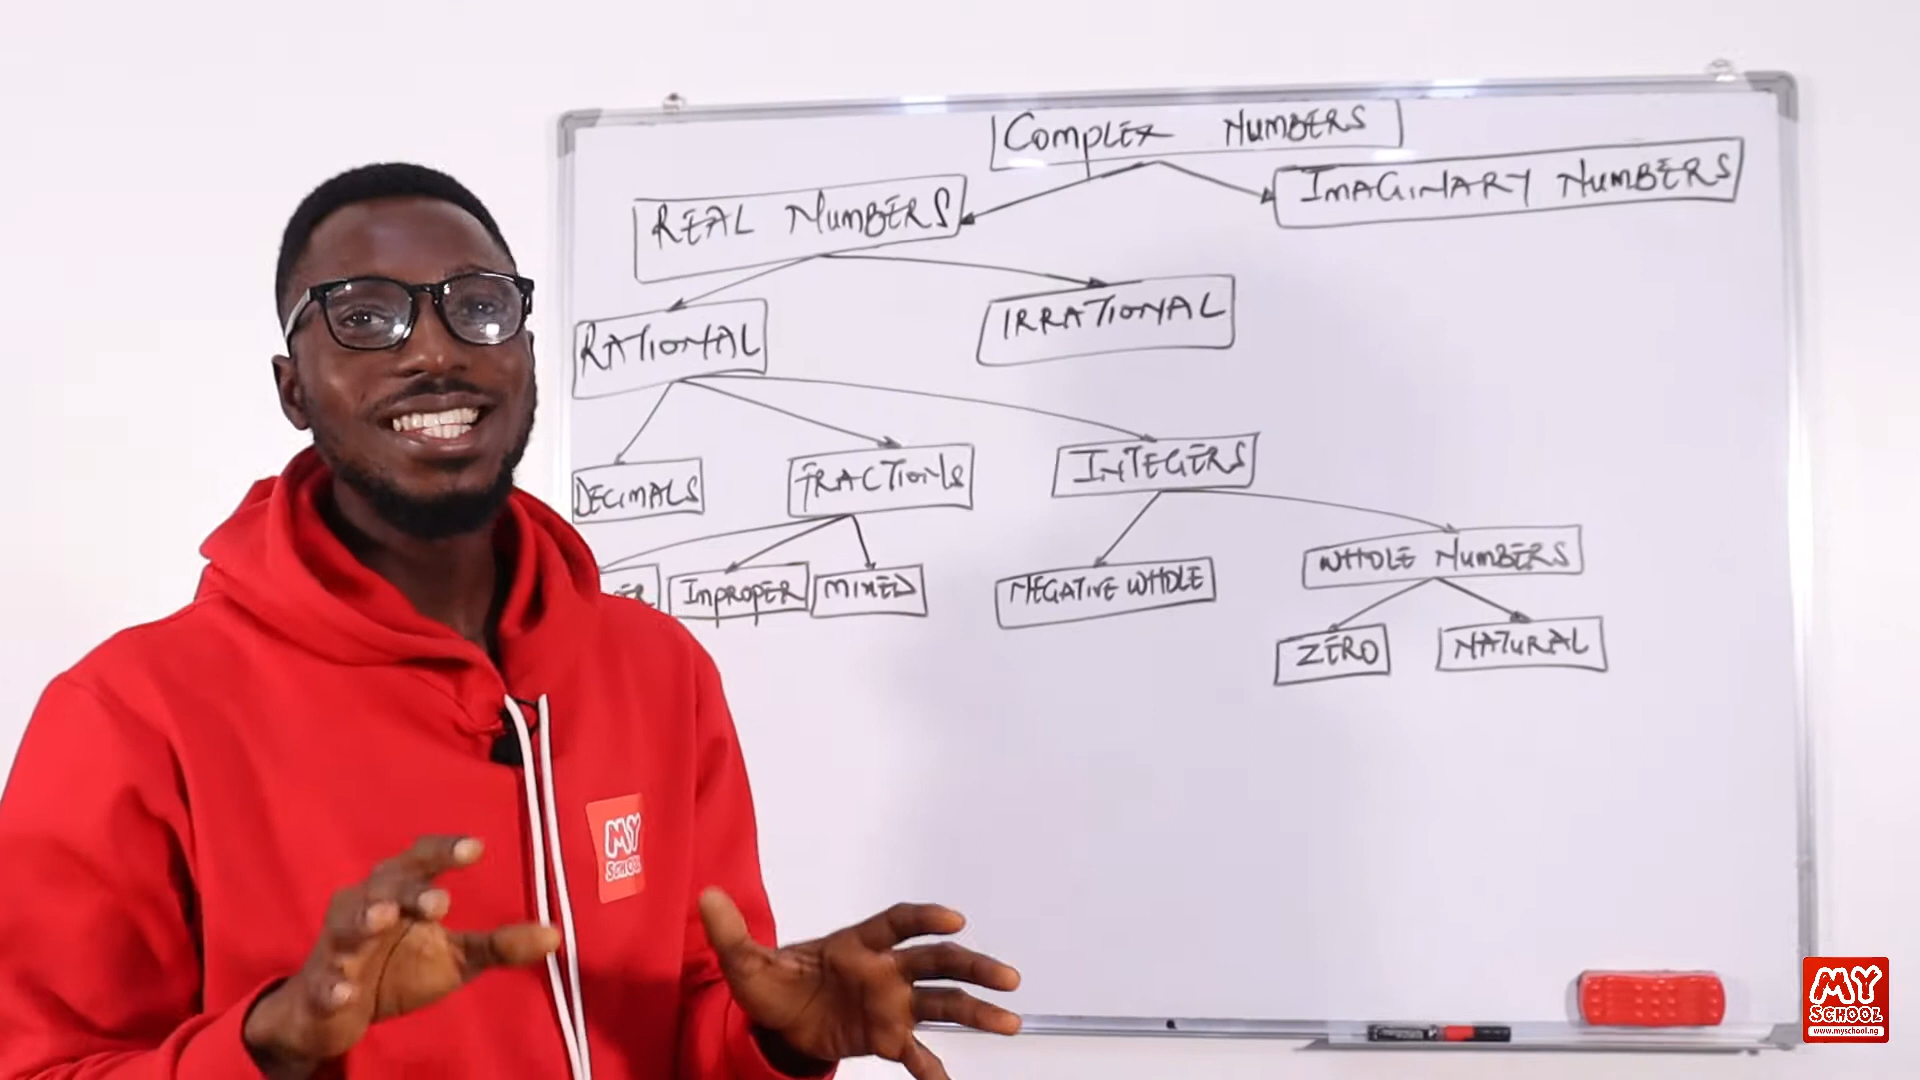 COMPLEX NUMBERS
REAL NUMBERS
IMAGINARY NUMBERS
RATIONAL
IRRATIONAL
DECIMALS
FRACTIONS
INTEGERS
IMPROPER
MIXED
NEGATIVE WHOLE
WHOLE NUMBERS
ZERO
NATURAL
MY
SCHOOL
MY
SCHOOL
www.myschool.ng